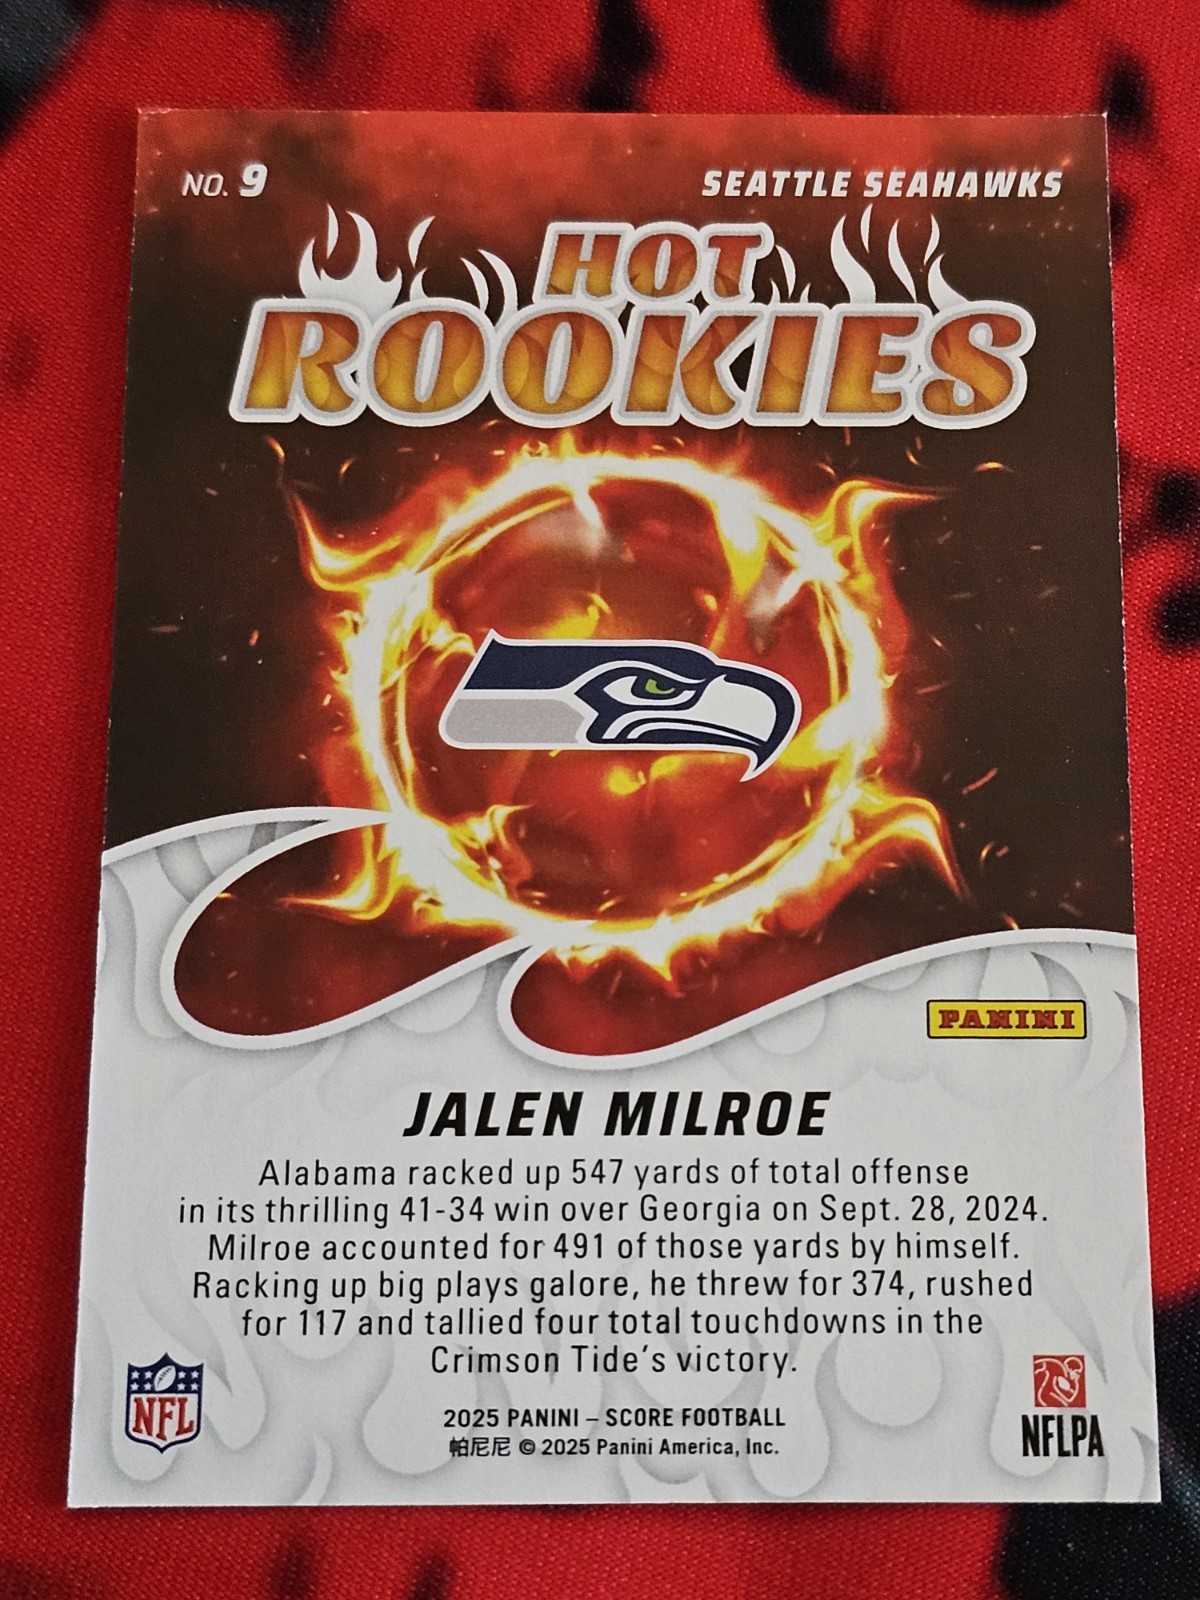 NO. 9
SEATTLE SEAHAWKS
HOT
ROOKIES
PANINI
JALEN MILROE
Alabama racked up 547 yards of total offense
in its thrilling 41-34 win over Georgia on Sept. 28, 2024.
Milroe accounted for 491 of those yards by himself.
Racking up big plays galore, he threw for 374, rushed
for 117 and tallied four total touchdowns in the
Crimson Tide's victory.
NFL
2025 PANINI – SCORE FOOTBALL
帕尼尼 © 2025 Panini America, Inc.
NFLPA